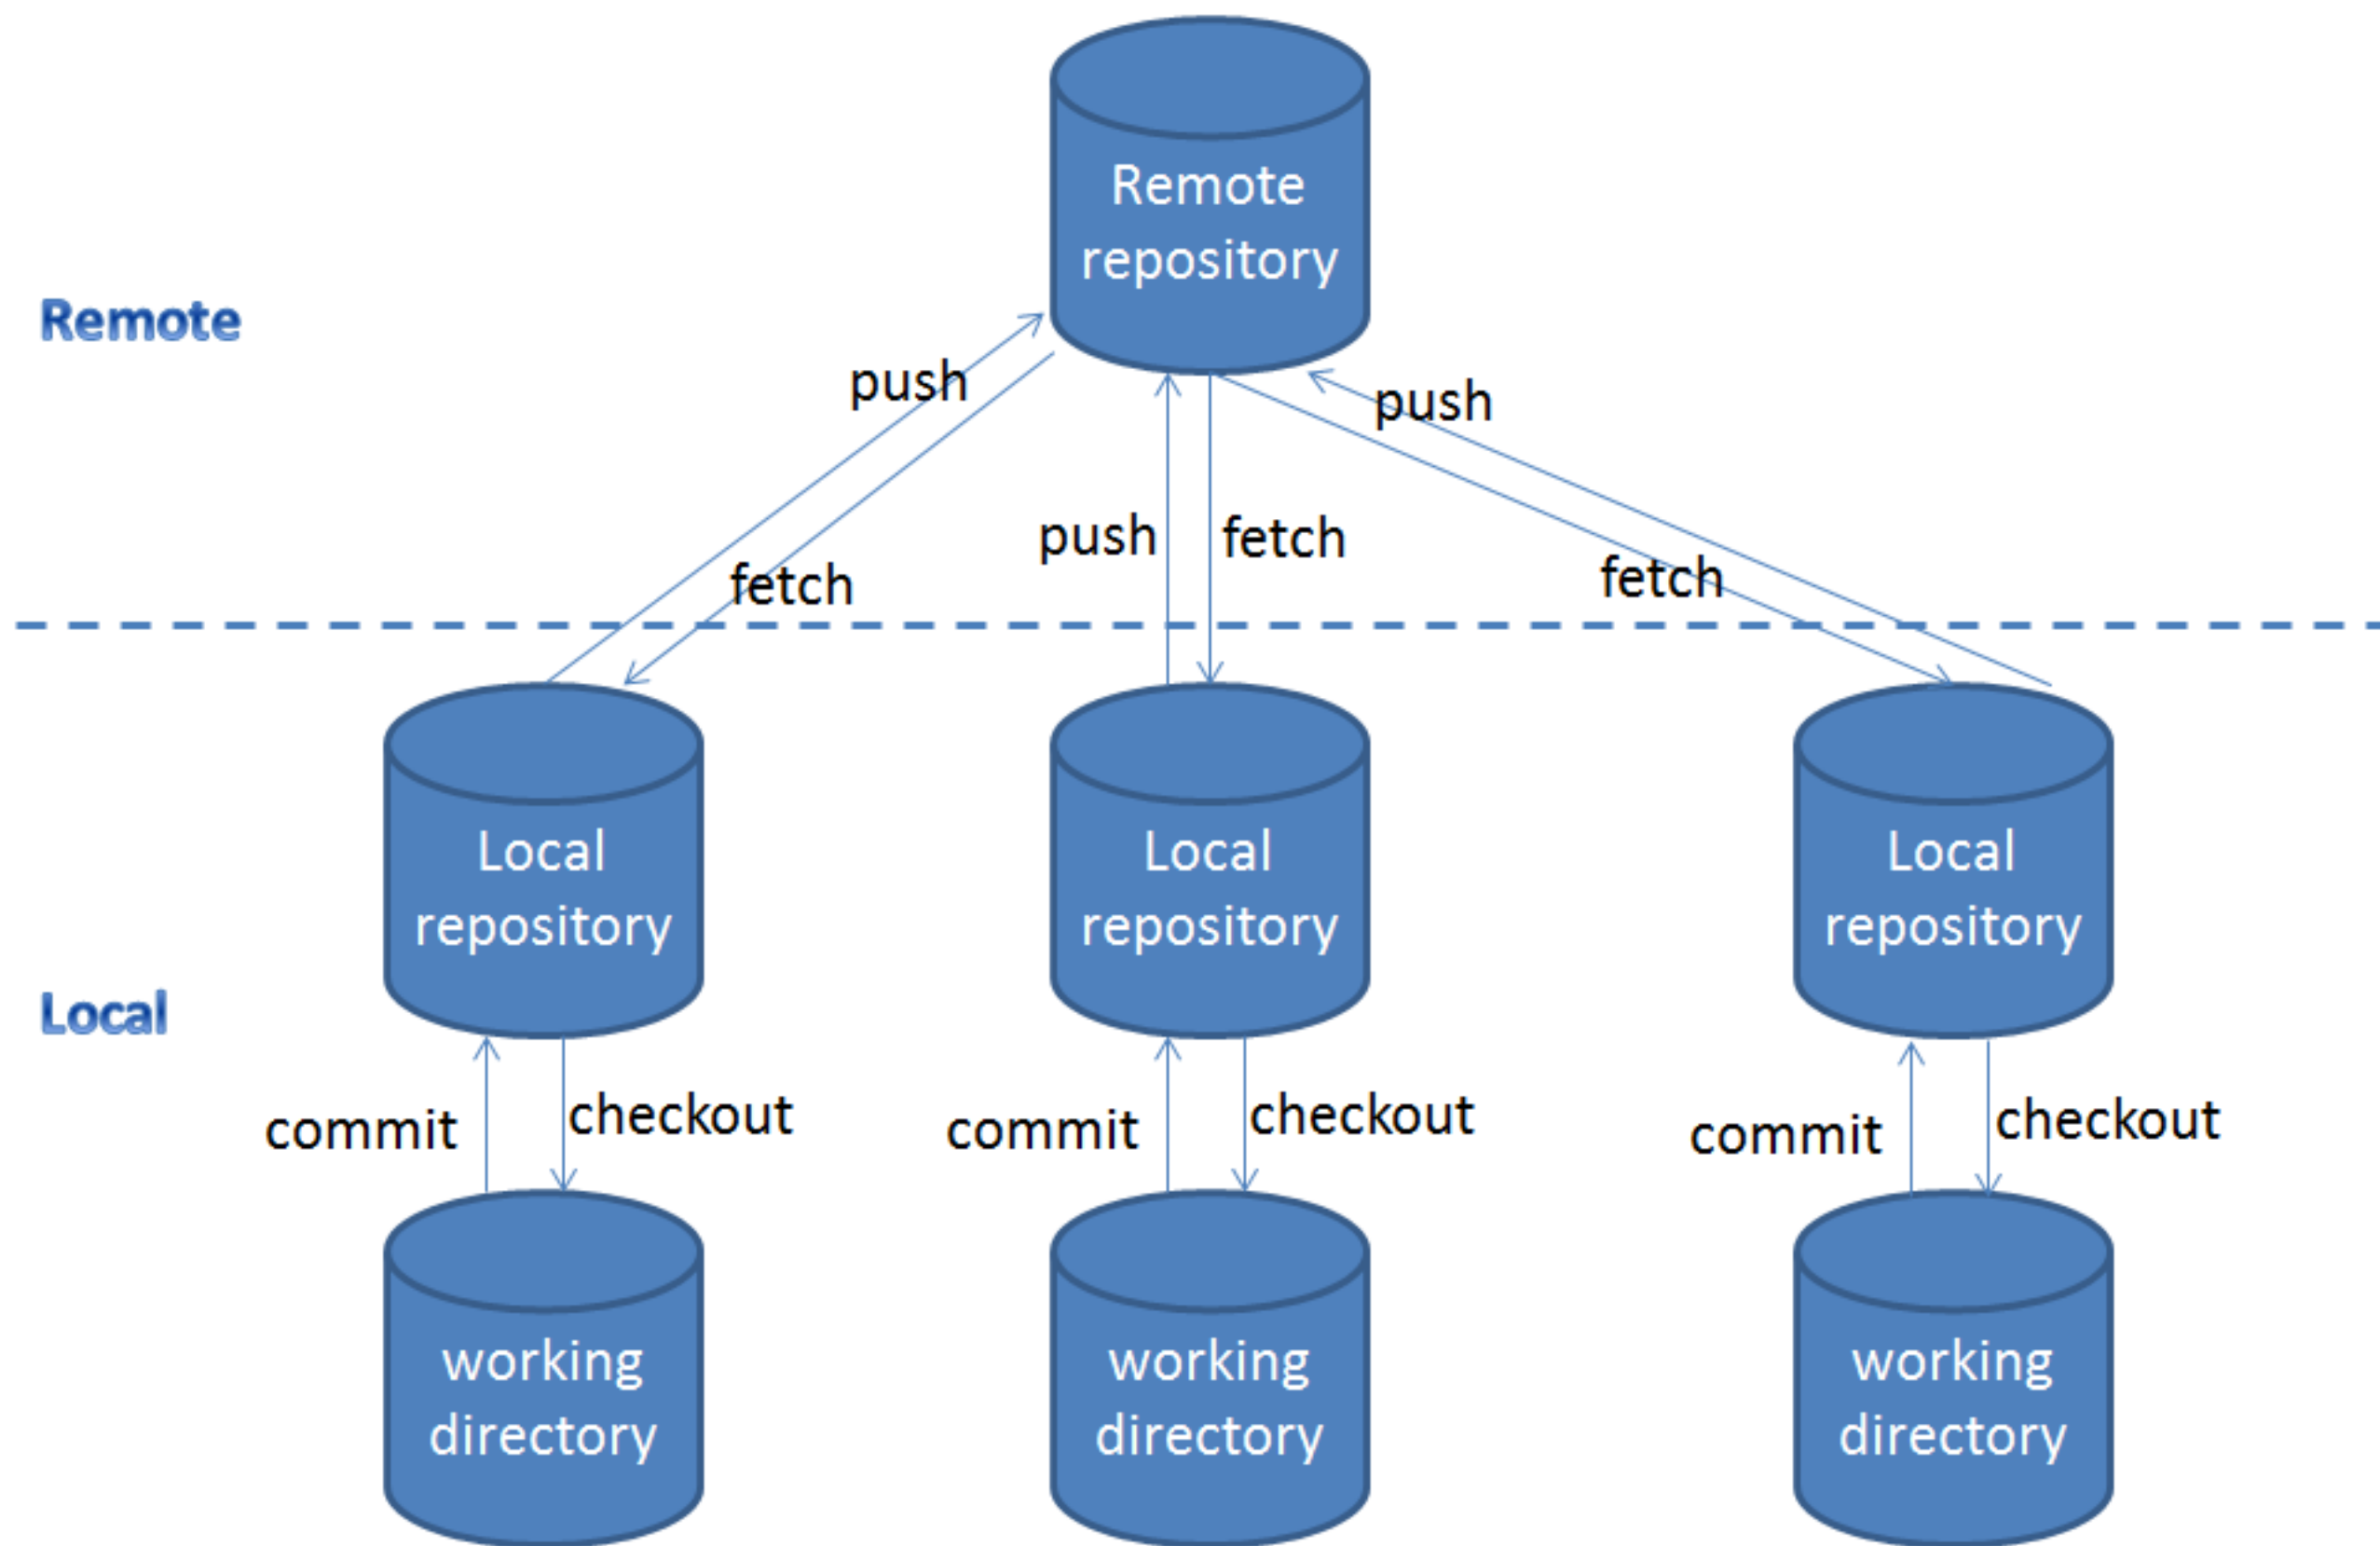 Remote
repository
Remote
push
push
push
fetch
fetch
fetch
Local
repository
Local
repository
Local
repository
Local
commit
checkout
commit
checkout
commit
checkout
working
directory
working
directory
working
directory